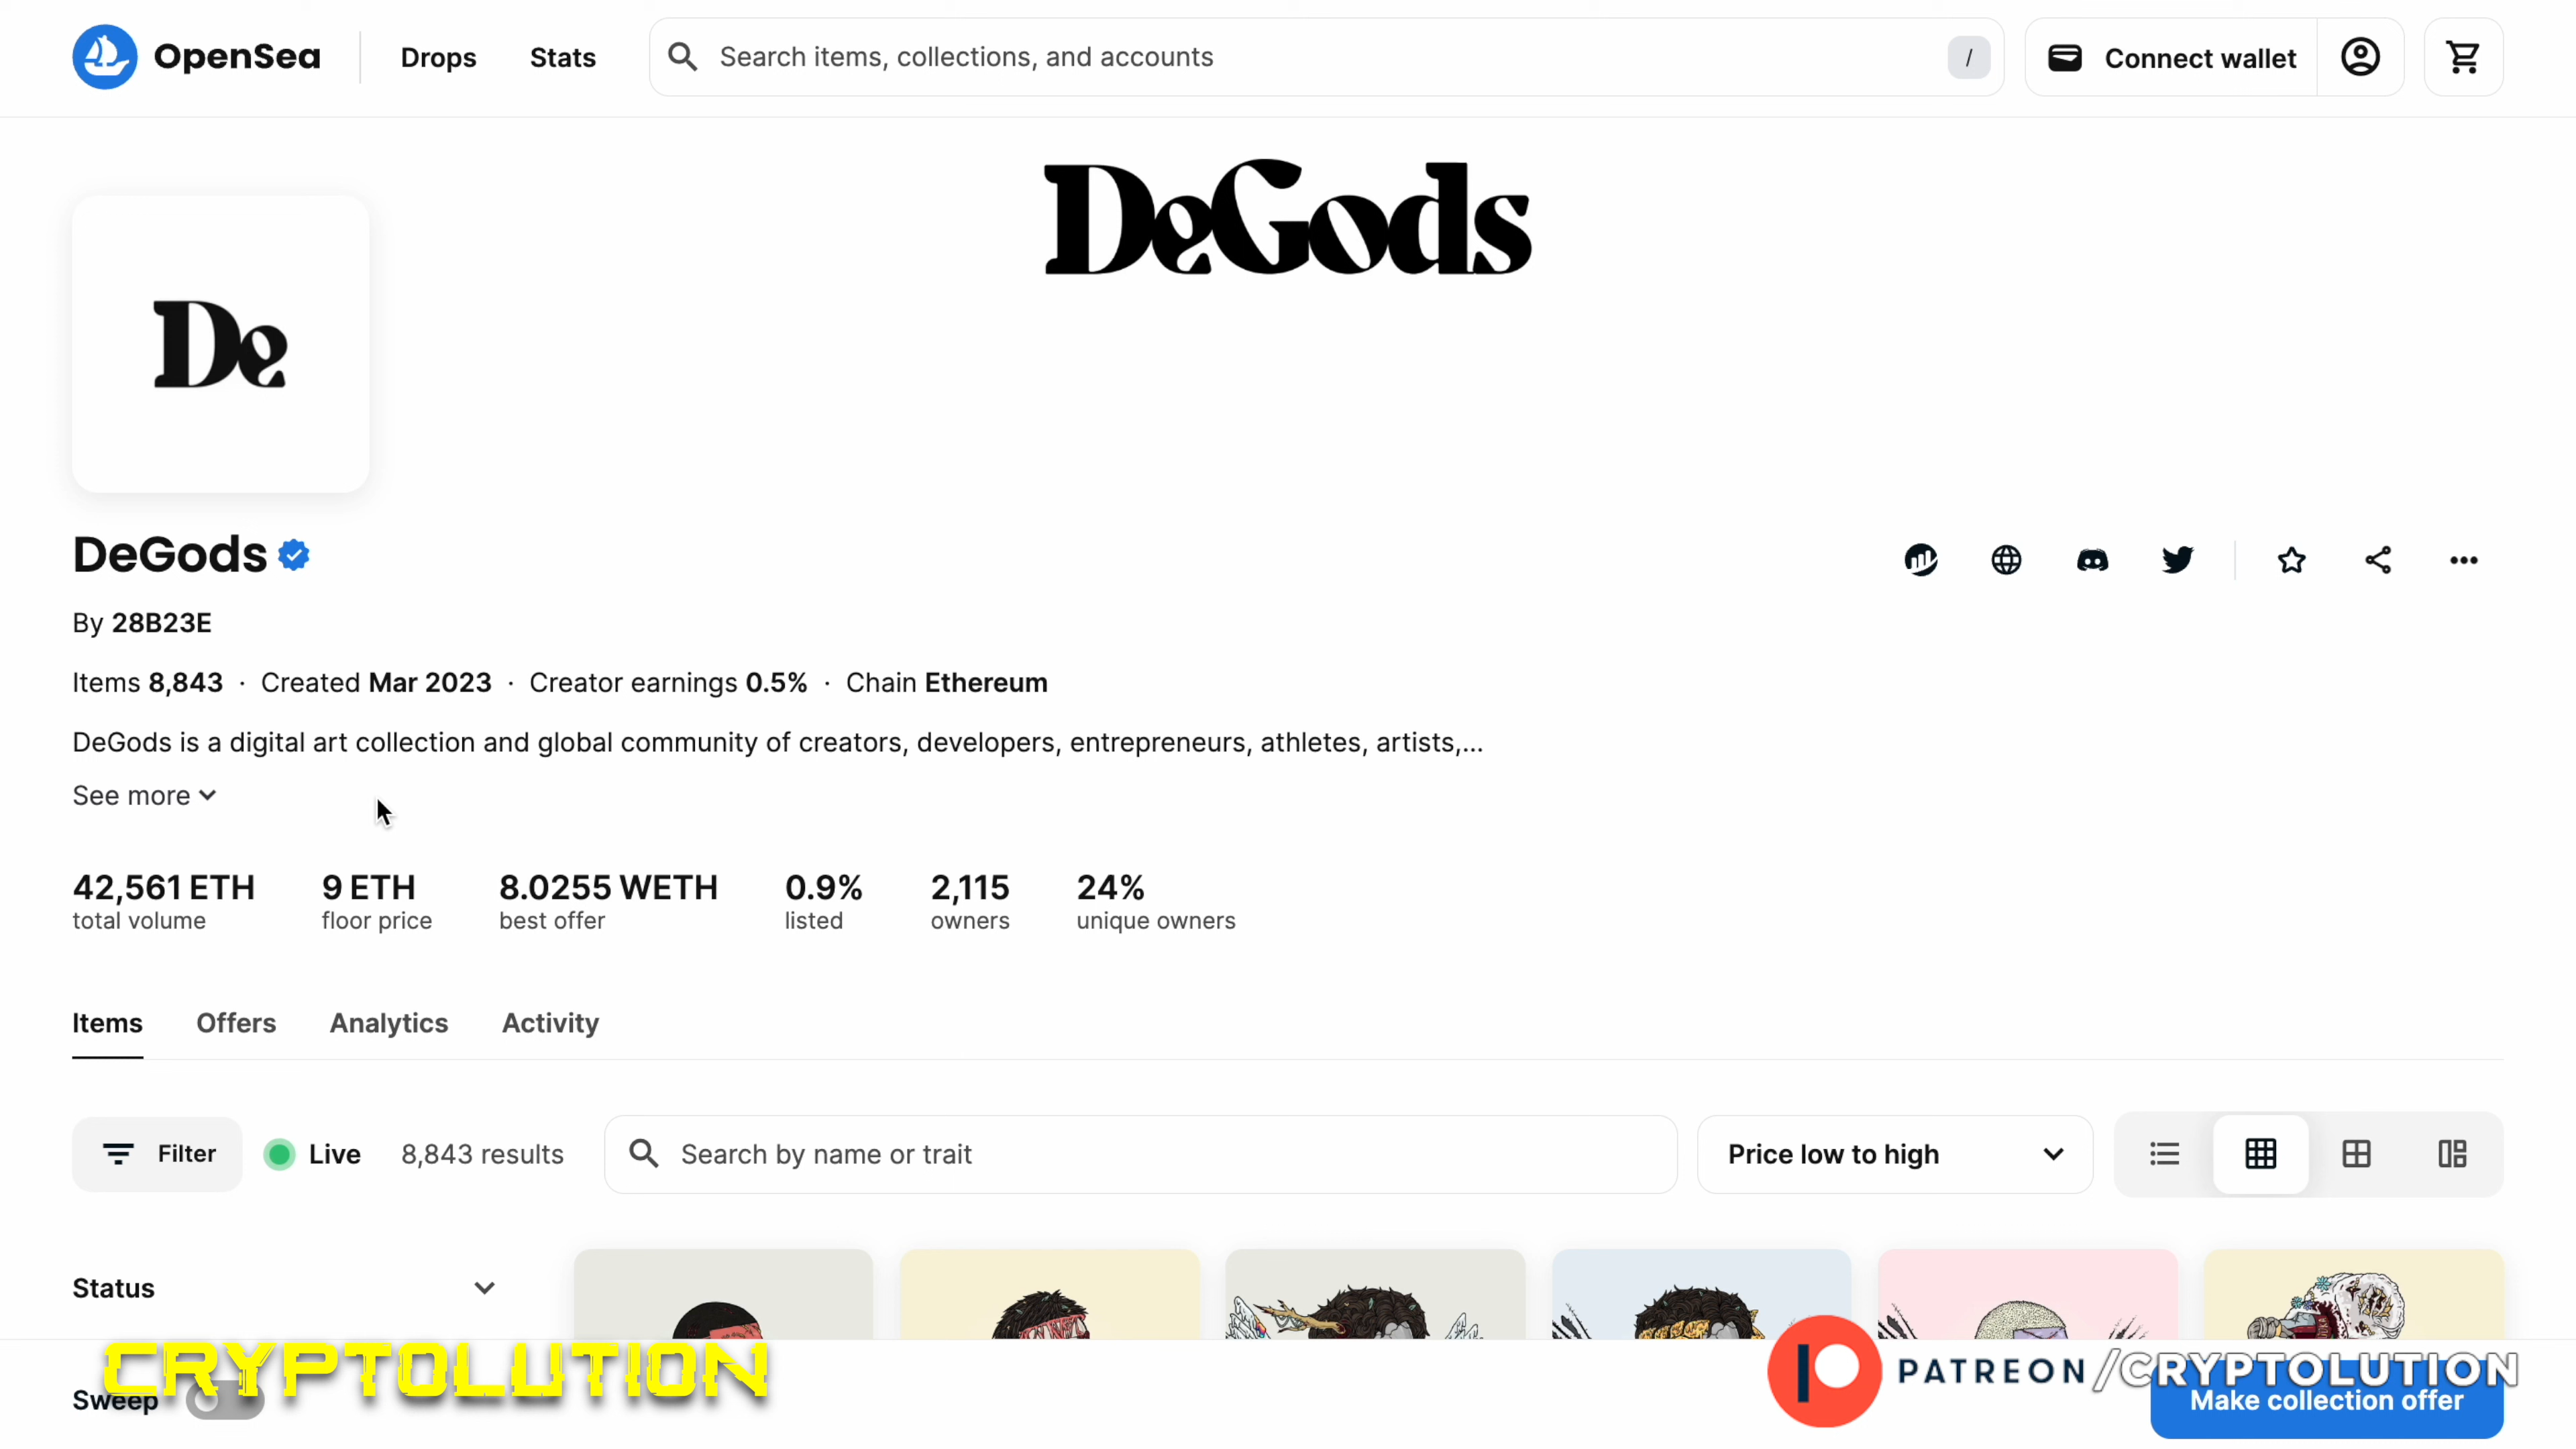 OpenSea
Drops
Stats
Search items, collections, and accounts
/
Connect wallet
DeGods
De
DeGods
By 28B23E
Items 8,843 · Created Mar 2023 · Creator earnings 0.5% · Chain Ethereum
DeGods is a digital art collection and global community of creators, developers, entrepreneurs, athletes, artists,...
See more
42,561 ETH
total volume
9 ETH
floor price
8.0255 WETH
best offer
0.9%
listed
2,115
owners
24%
unique owners
Items
Offers
Analytics
Activity
Filter
Live
8,843 results
Search by name or trait
Price low to high
Status
CRYPTOLUTION
PATREON/CRYPTOLUTION
Sweep
Make collection offer